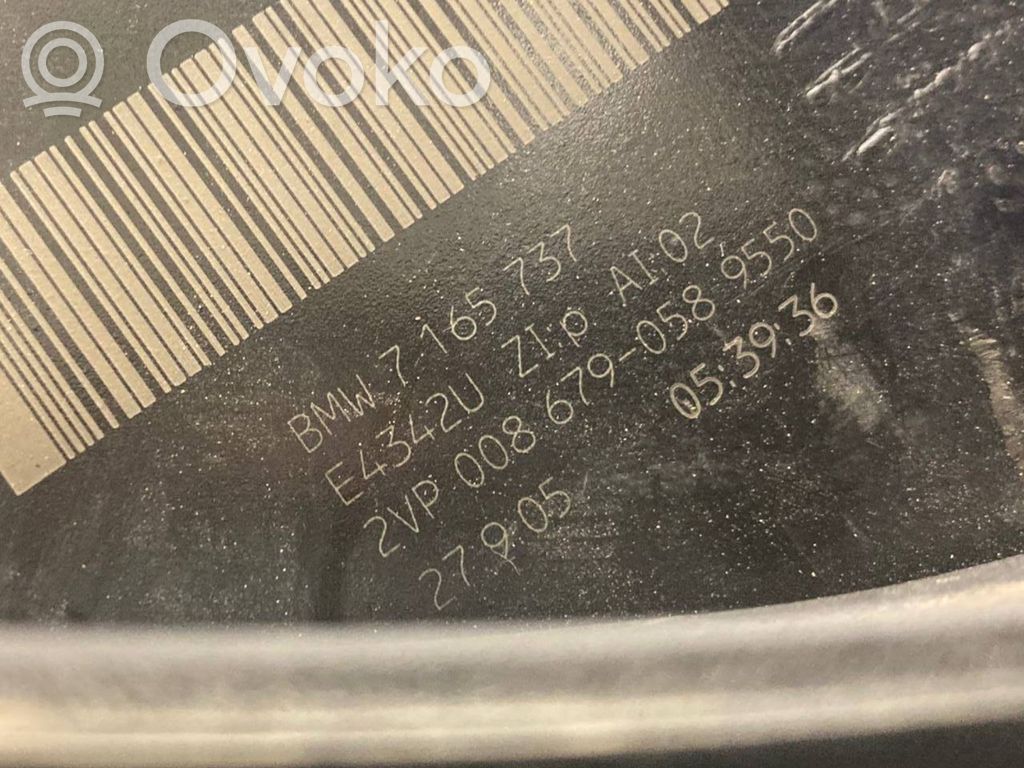 Ovoko
BMW 7 165 737
E4342U ZI:p AI:02
2VP 008 679-058 9550
27.9.05 05:39:36